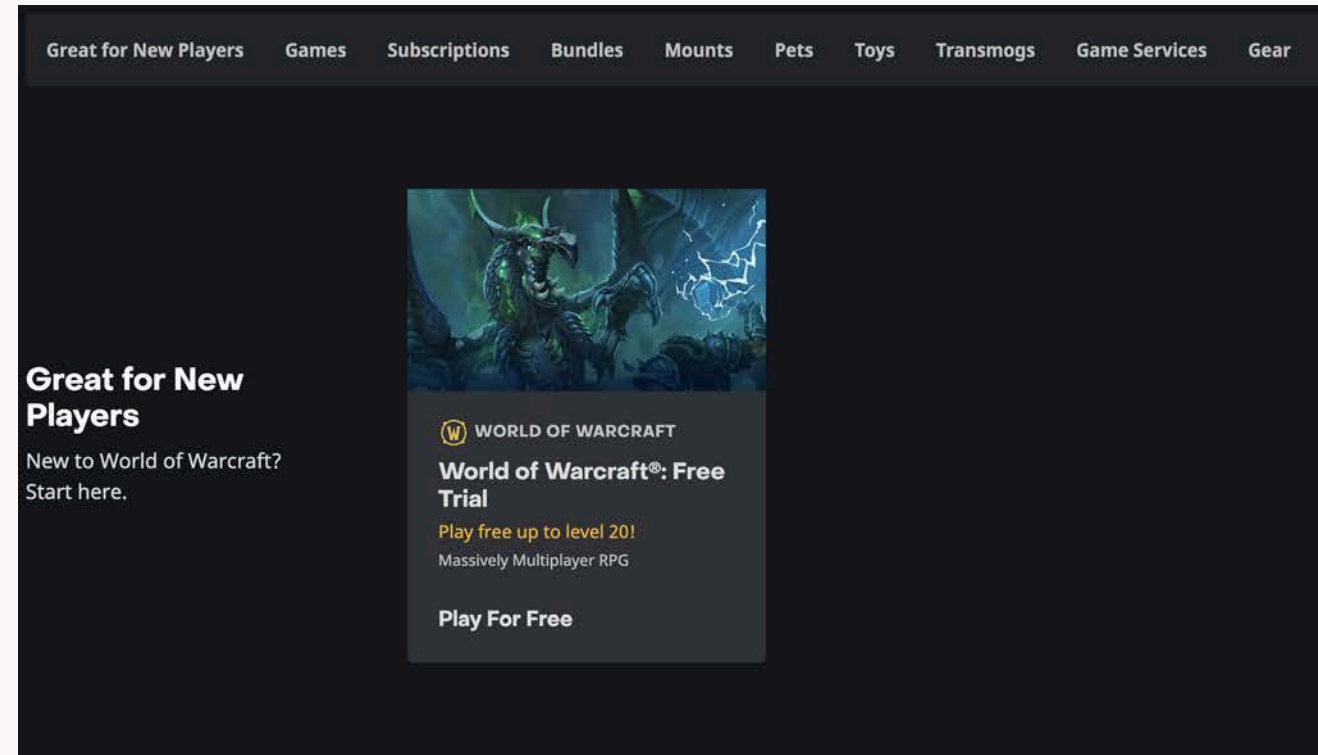 Great for New Players Games Subscriptions Bundles Mounts Pets Toys Transmogs Game Services Gear
Great for New
Players
New to World of Warcraft?
Start here.
WORLD OF WARCRAFT
World of Warcraft®: Free
Trial
Play free up to level 20!
Massively Multiplayer RPG
Play For Free